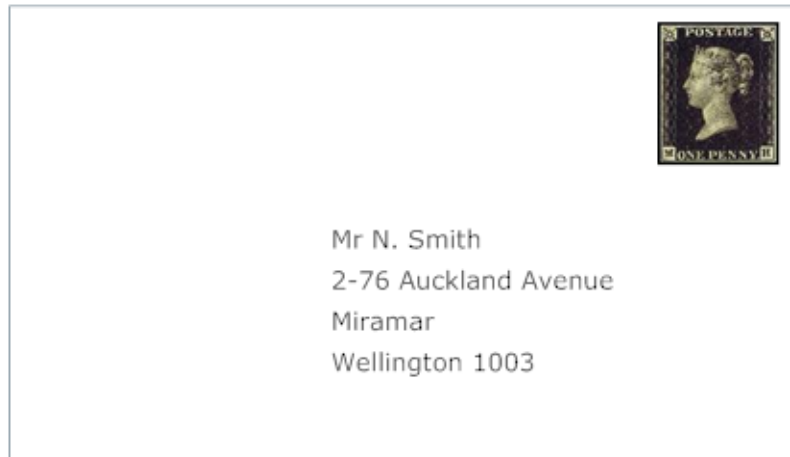 POSTAGE
M ONE PENNY H
Mr N. Smith
2-76 Auckland Avenue
Miramar
Wellington 1003